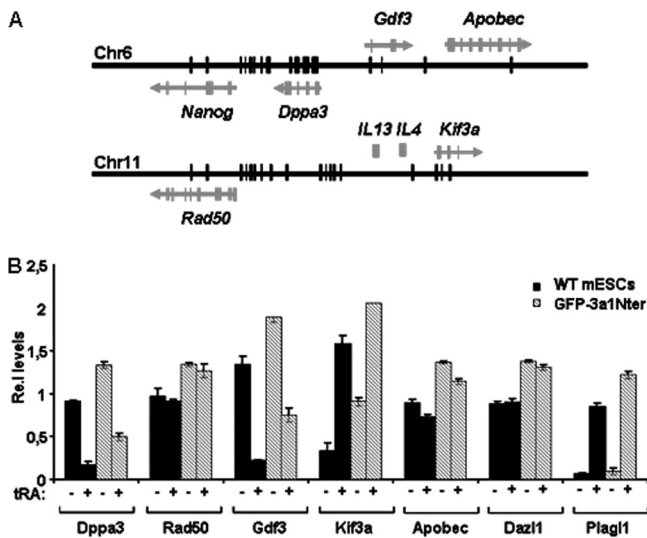 A
Gdf3 Apobec
Chr6
Nanog Dppa3
IL13 IL4 Kif3a
Chr11
Rad50
B
2,5
2
1,5
1
0,5
0
Re.l levels
WT mESCs
GFP-3a1Nter
tRA: - + - + - + - + - + - + - + - + - + - + - + - + - + - +
Dppa3 Rad50 Gdf3 Kif3a Apobec Dazl1 Plagl1